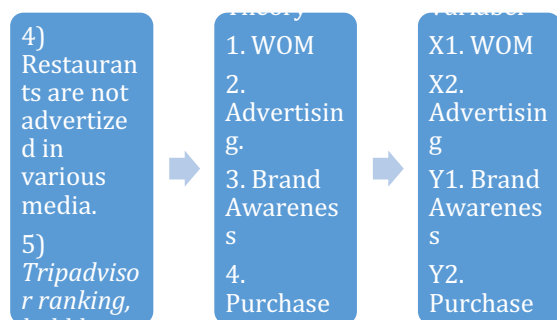 4)
Restauran
ts are not
advertize
d in
various
media.
5)
Tripadviso
r ranking,
Theory
1. WOM
2.
Advertisin
g.
3. Brand
Awarenes
s
4.
Purchase
X1. WOM
X2.
Advertisin
g
Y1. Brand
Awarenes
s
Y2.
Purchase